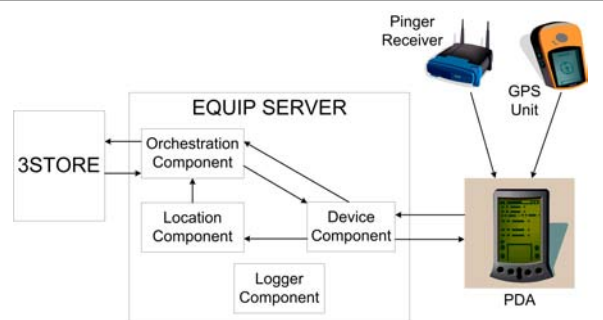 Pinger
Receiver
GPS
Unit
EQUIP SERVER
3STORE
Orchestration
Component
Location
Component
Device
Component
Logger
Component
PDA